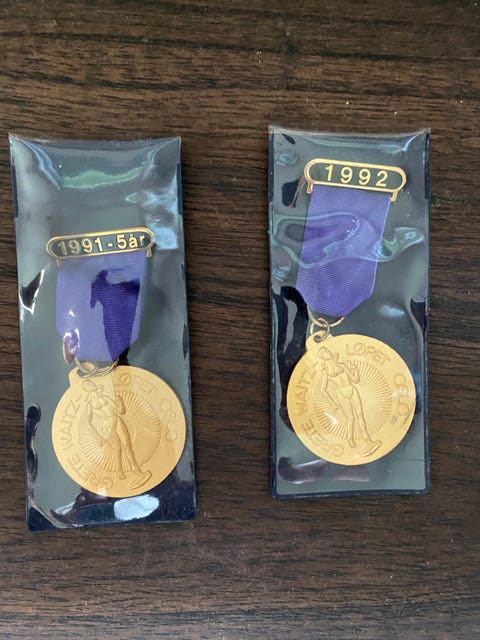 1991-5år
GRETE WAITZ-LØPET OSLO
1992
GRETE WAITZ-LØPET OSLO